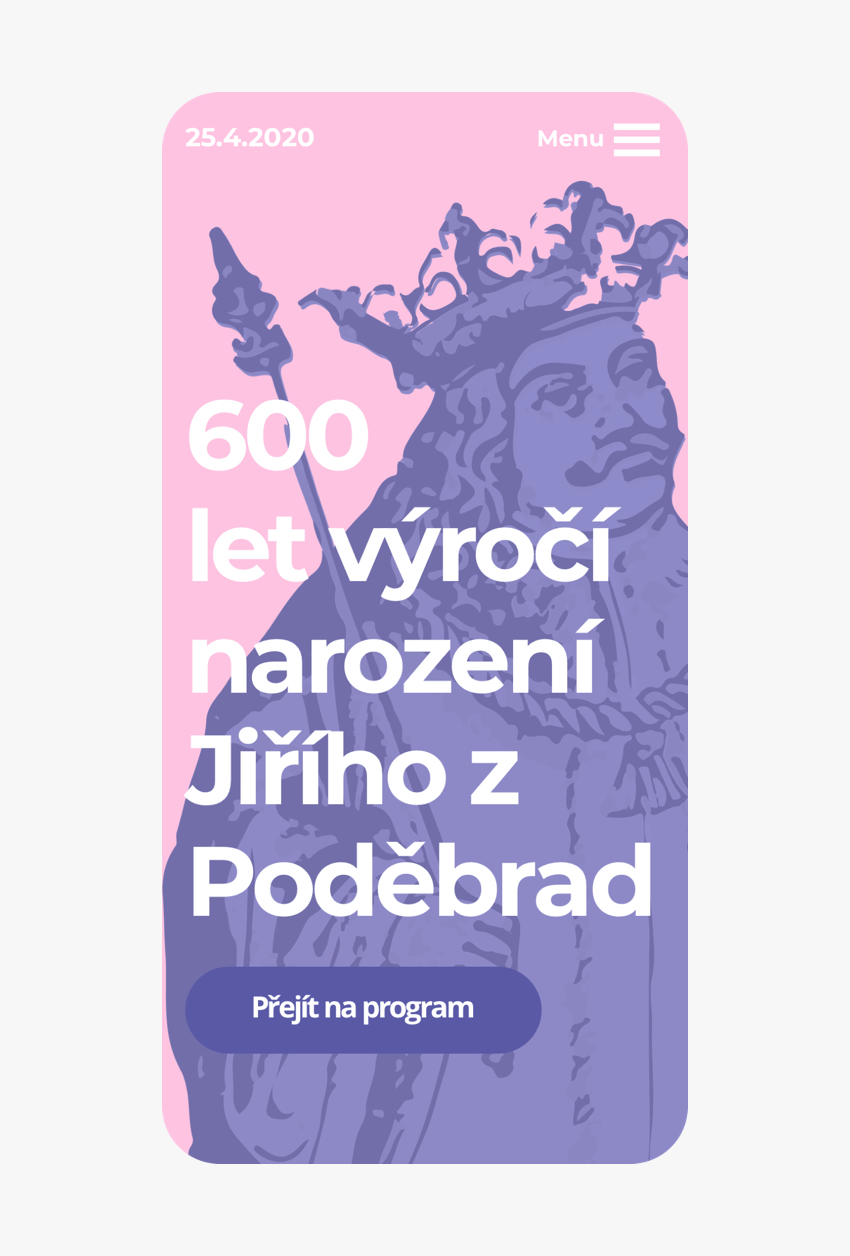 25.4.2020
Menu
600
let výročí
narození
Jiřího z
Poděbrad
Přejít na program